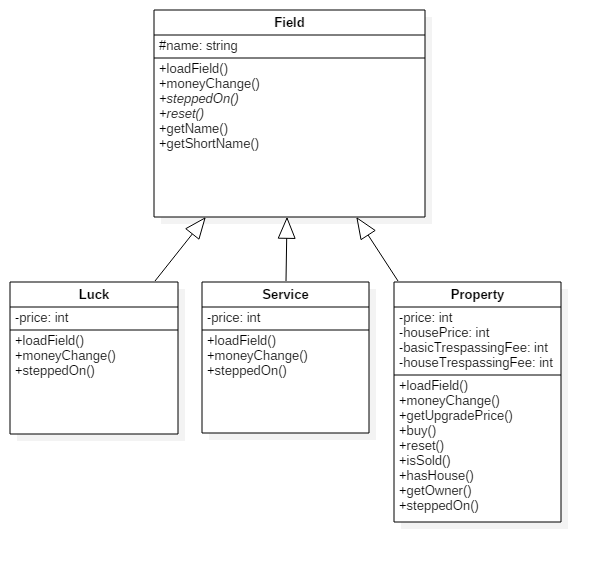 Field
#name: string
+loadField()
+moneyChange()
+steppedOn()
+reset()
+getName()
+getShortName()
Luck
-price: int
+loadField()
+moneyChange()
+steppedOn()
Service
-price: int
+loadField()
+moneyChange()
+steppedOn()
Property
-price: int
-housePrice: int
-basicTrespassingFee: int
-houseTrespassingFee: int
+loadField()
+moneyChange()
+getUpgradePrice()
+buy()
+reset()
+isSold()
+hasHouse()
+getOwner()
+steppedOn()